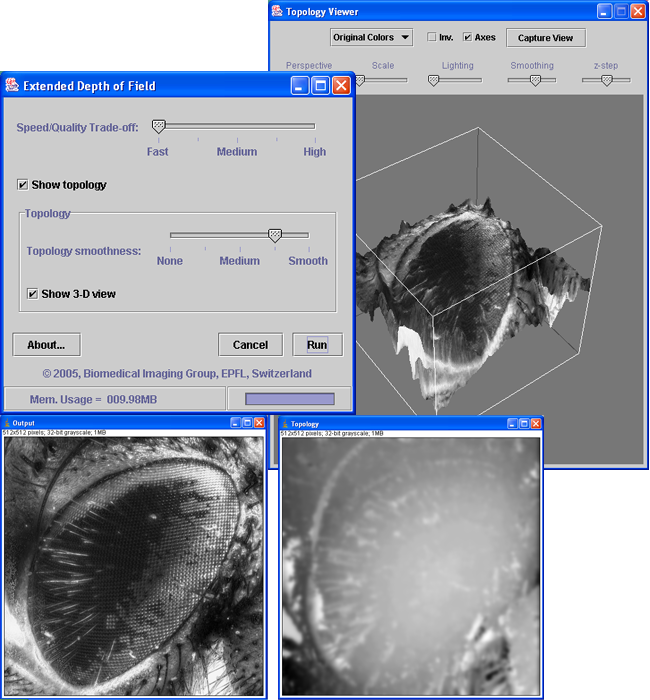 Topology Viewer
Original Colors Inv. Axes Capture View
Perspective Scale Lighting Smoothing z-step
Extended Depth of Field
Speed/Quality Trade-off:
Fast Medium High
Show topology
Topology
Topology smoothness:
None Medium Smooth
Show 3-D view
About... Cancel Run
© 2005, Biomedical Imaging Group, EPFL, Switzerland
Mem. Usage = 009.98MB
Output
512x512 pixels; 32-bit grayscale; 1MB
Topology
512x512 pixels; 32-bit grayscale; 1MB